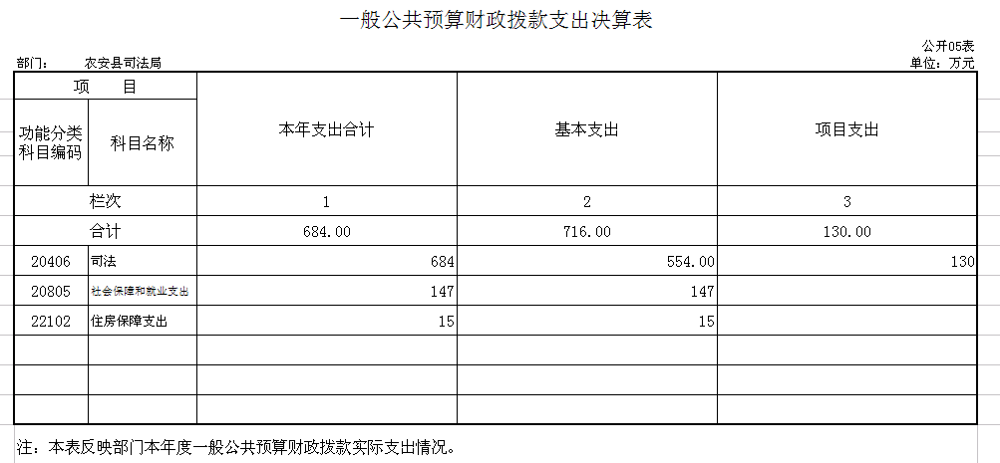 一般公共预算财政拨款支出决算表
公开05表
部门： 农安县司法局 单位：万元
项 目 本年支出合计 基本支出 项目支出
功能分类
科目编码 科目名称
栏次 1 2 3
合计 684.00 716.00 130.00
20406 司法 684 554.00 130
20805 社会保障和就业支出 147 147
22102 住房保障支出 15 15
注：本表反映部门本年度一般公共预算财政拨款实际支出情况。